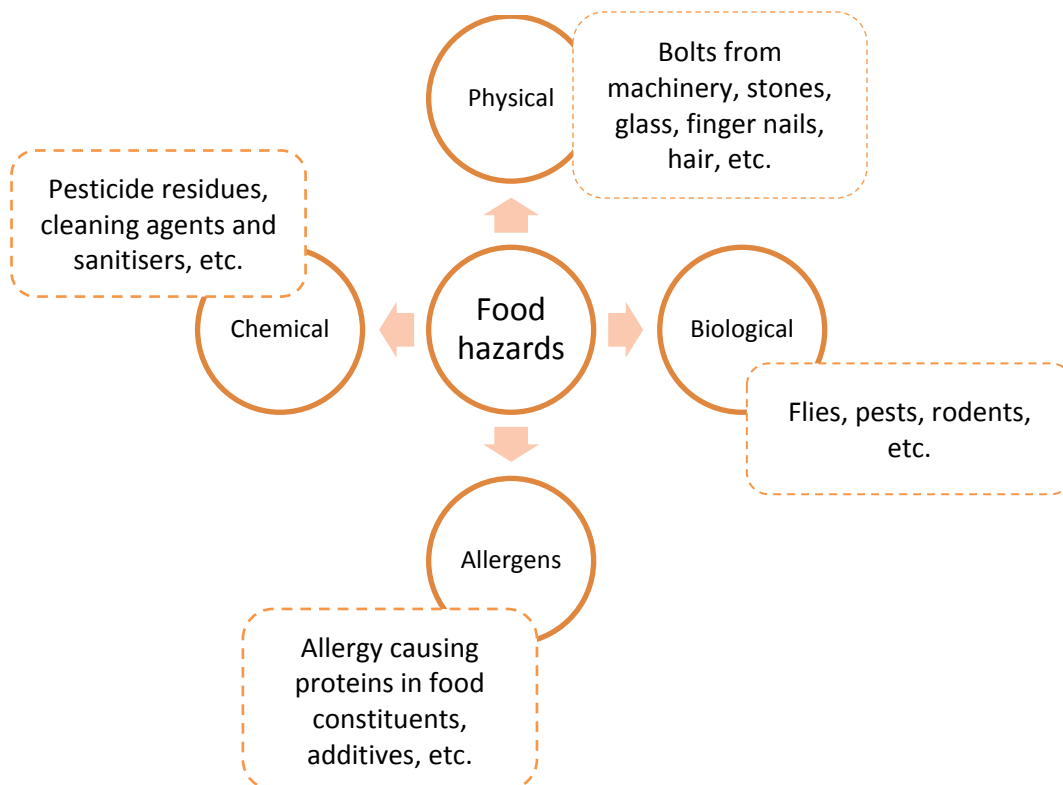 Physical
Bolts from
machinery, stones,
glass, finger nails,
hair, etc.
Pesticide residues,
cleaning agents and
sanitisers, etc.
Chemical
Food
hazards
Biological
Flies, pests, rodents,
etc.
Allergens
Allergy causing
proteins in food
constituents,
additives, etc.